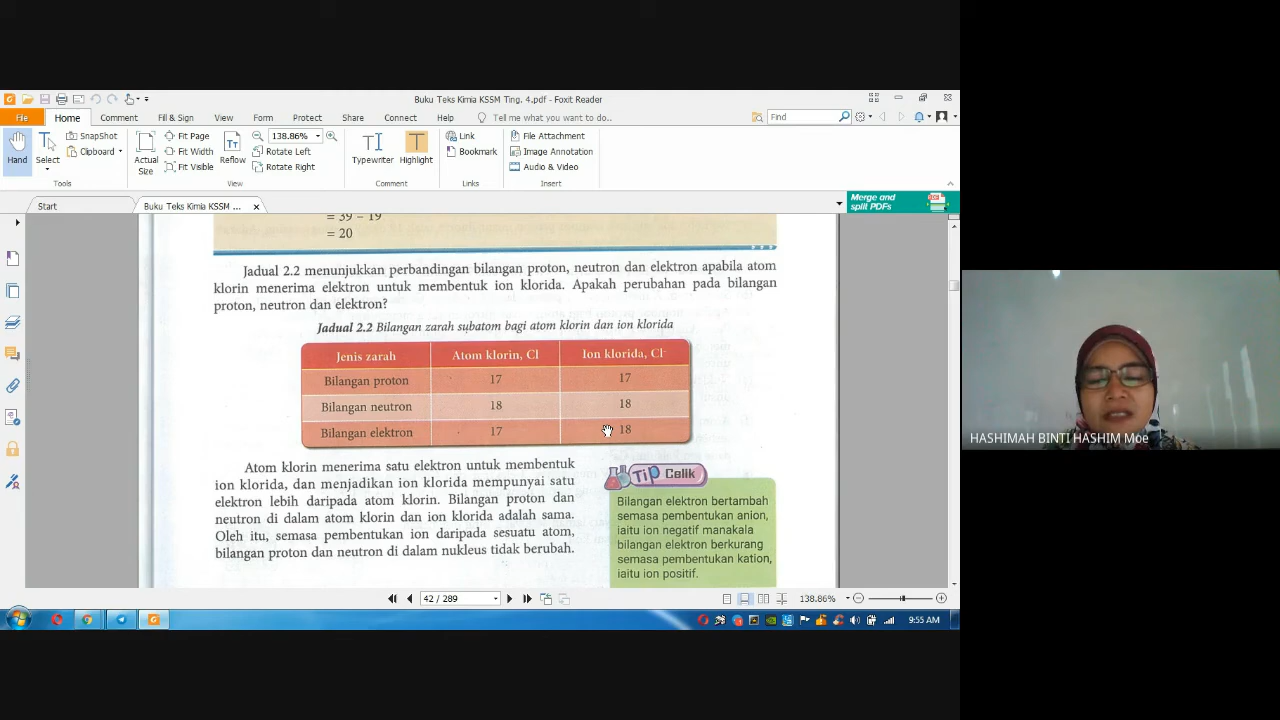 Buku Teks Kimia KSSM Ting. 4.pdf - Foxit Reader
File Home Comment Fill & Sign View Form Protect Share Connect Help Tell me what you want to do.. Find
Hand
Select
SnapShot
Clipboard
Actual Size
Fit Page
Fit Width
Fit Visible
Reflow
138.86%
Rotate Left
Rotate Right
Typewriter
Highlight
Link
Bookmark
File Attachment
Image Annotation
Audio & Video
Tools View Comment Links Insert
Start Buku Teks Kimia KSSM ...
Merge and
split PDFs
= 39 – 19
= 20
Jadual 2.2 menunjukkan perbandingan bilangan proton, neutron dan elektron apabila atom
klorin menerima elektron untuk membentuk ion klorida. Apakah perubahan pada bilangan
proton, neutron dan elektron?
Jadual 2.2 Bilangan zarah subatom bagi atom klorin dan ion klorida
Jenis zarah Atom klorin, Cl Ion klorida, Cl⁻
Bilangan proton 17 17
Bilangan neutron 18 18
Bilangan elektron 17 18
Atom klorin menerima satu elektron untuk membentuk
ion klorida, dan menjadikan ion klorida mempunyai satu
elektron lebih daripada atom klorin. Bilangan proton dan
neutron di dalam atom klorin dan ion klorida adalah sama.
Oleh itu, semasa pembentukan ion daripada sesuatu atom,
bilangan proton dan neutron di dalam nukleus tidak berubah.
Tip Celik
Bilangan elektron bertambah
semasa pembentukan anion,
iaitu ion negatif manakala
bilangan elektron berkurang
semasa pembentukan kation,
iaitu ion positif.
42 / 289
138.86%
9:55 AM
HASHIMAH BINTI HASHIM Moe